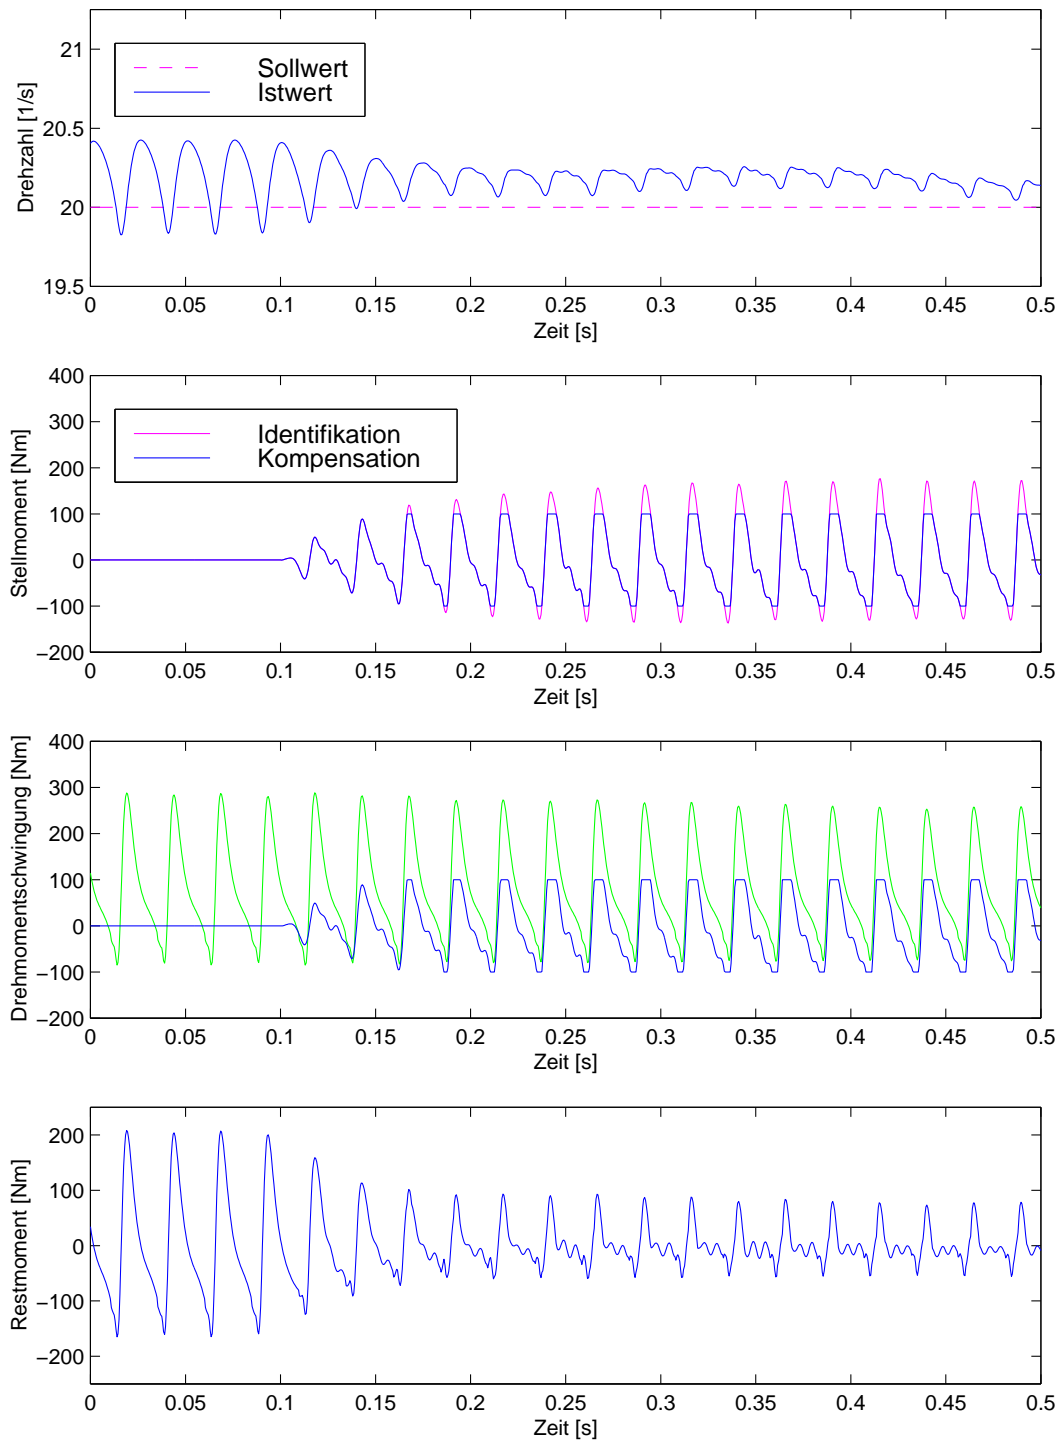 21
20.5
20
19.5
Drehzahl [1/s]
Sollwert
Istwert
0 0.05 0.1 0.15 0.2 0.25 0.3 0.35 0.4 0.45 0.5
Zeit [s]
400
300
200
100
0
−100
−200
Stellmoment [Nm]
Identifikation
Kompensation
0 0.05 0.1 0.15 0.2 0.25 0.3 0.35 0.4 0.45 0.5
Zeit [s]
400
300
200
100
0
−100
−200
Drehmomentschwingung [Nm]
0 0.05 0.1 0.15 0.2 0.25 0.3 0.35 0.4 0.45 0.5
Zeit [s]
200
100
0
−100
−200
Restmoment [Nm]
0 0.05 0.1 0.15 0.2 0.25 0.3 0.35 0.4 0.45 0.5
Zeit [s]